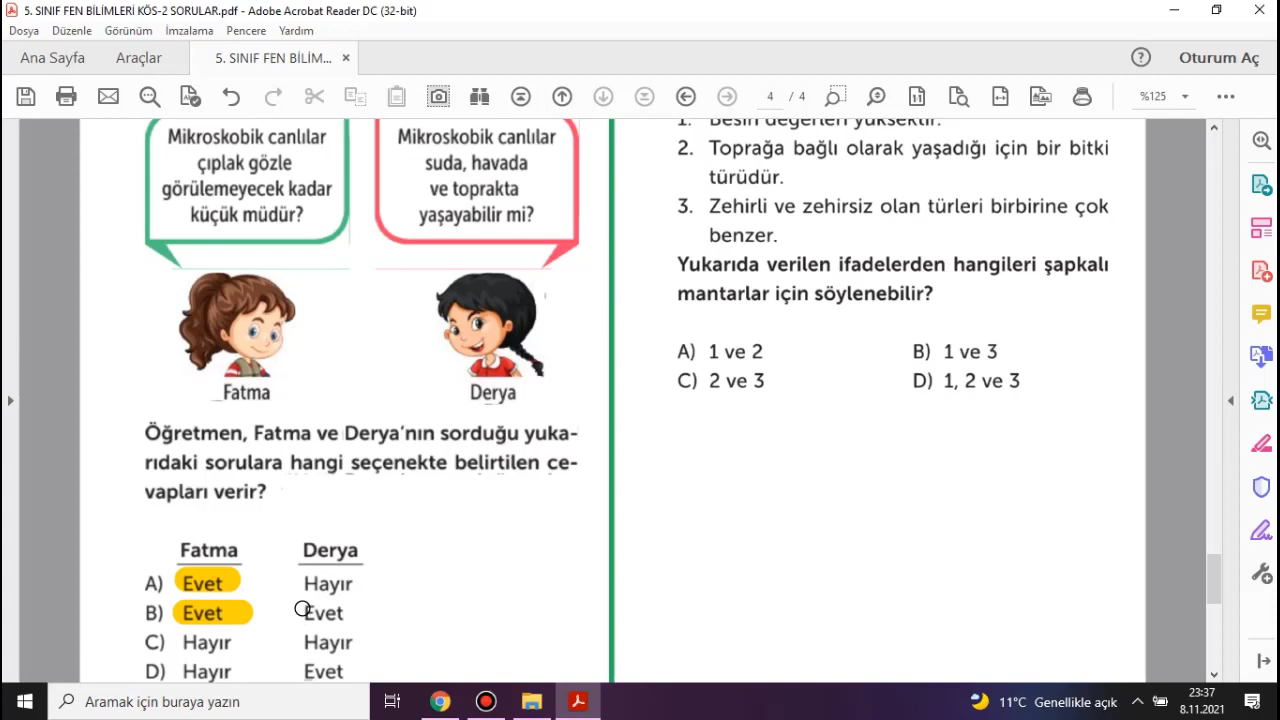 5. SINIF FEN BİLİMLERİ KÖS-2 SORULAR.pdf - Adobe Acrobat Reader DC (32-bit)
Dosya Düzenle Görünüm İmzalama Pencere Yardım
Ana Sayfa Araçlar 5. SINIF FEN BİLİM... × Oturum Aç
4 / 4 %125
Mikroskobik canlılar
çıplak gözle
görülemeyecek kadar
küçük müdür?
Mikroskobik canlılar
suda, havada
ve toprakta
yaşayabilir mi?
Fatma
Derya
Öğretmen, Fatma ve Derya'nın sorduğu yuka-
rıdaki sorulara hangi seçenekte belirtilen ce-
vapları verir?
Fatma Derya
A) Evet Hayır
B) Evet Evet
C) Hayır Hayır
D) Hayır Evet
1. Besin değerleri yüksektir.
2. Toprağa bağlı olarak yaşadığı için bir bitki
türüdür.
3. Zehirli ve zehirsiz olan türleri birbirine çok
benzer.
Yukarıda verilen ifadelerden hangileri şapkalı
mantarlar için söylenebilir?
A) 1 ve 2 B) 1 ve 3
C) 2 ve 3 D) 1, 2 ve 3
Aramak için buraya yazın
11°C Genellikle açık
23:37
8.11.2021